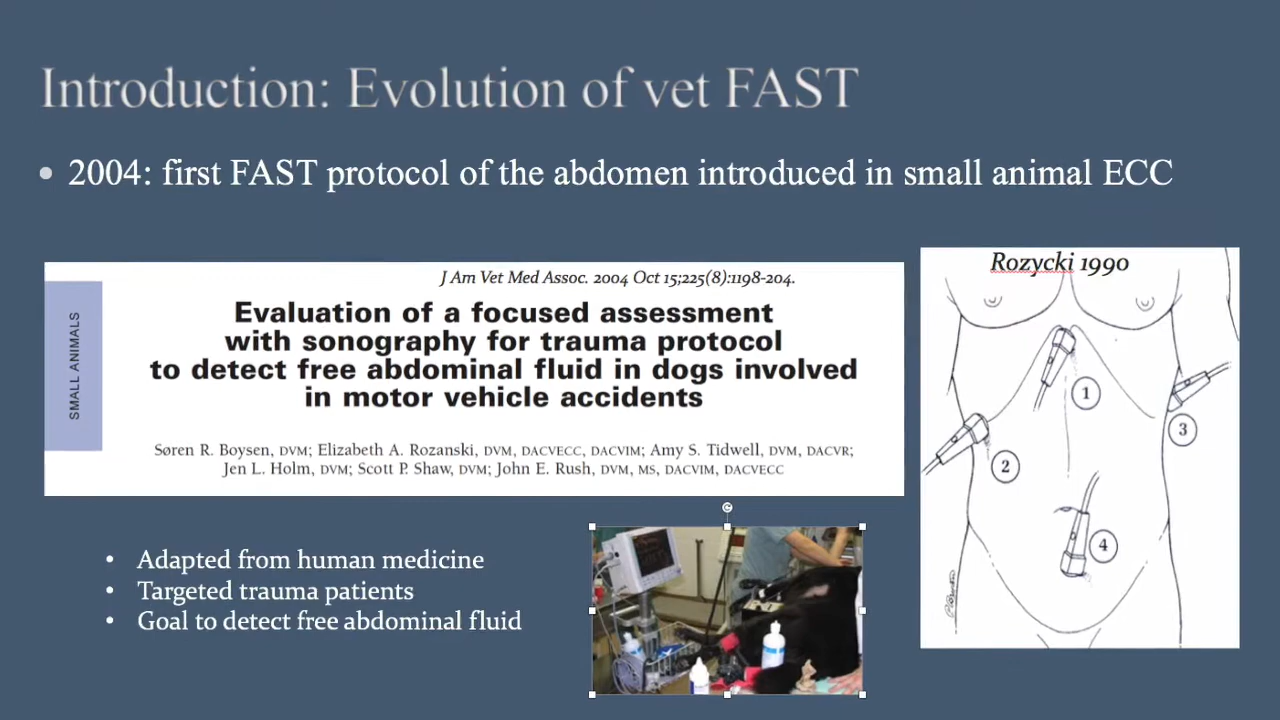 Introduction: Evolution of vet FAST
• 2004: first FAST protocol of the abdomen introduced in small animal ECC
J Am Vet Med Assoc. 2004 Oct 15;225(8):1198-204.
SMALL ANIMALS
Evaluation of a focused assessment
with sonography for trauma protocol
to detect free abdominal fluid in dogs involved
in motor vehicle accidents
Søren R. Boysen, DVM; Elizabeth A. Rozanski, DVM, DACVECC, DACVIM; Amy S. Tidwell, DVM, DACVR;
Jen L. Holm, DVM; Scott P. Shaw, DVM; John E. Rush, DVM, MS, DACVIM, DACVECC
Rozycki 1990
1
2
3
4
• Adapted from human medicine
• Targeted trauma patients
• Goal to detect free abdominal fluid